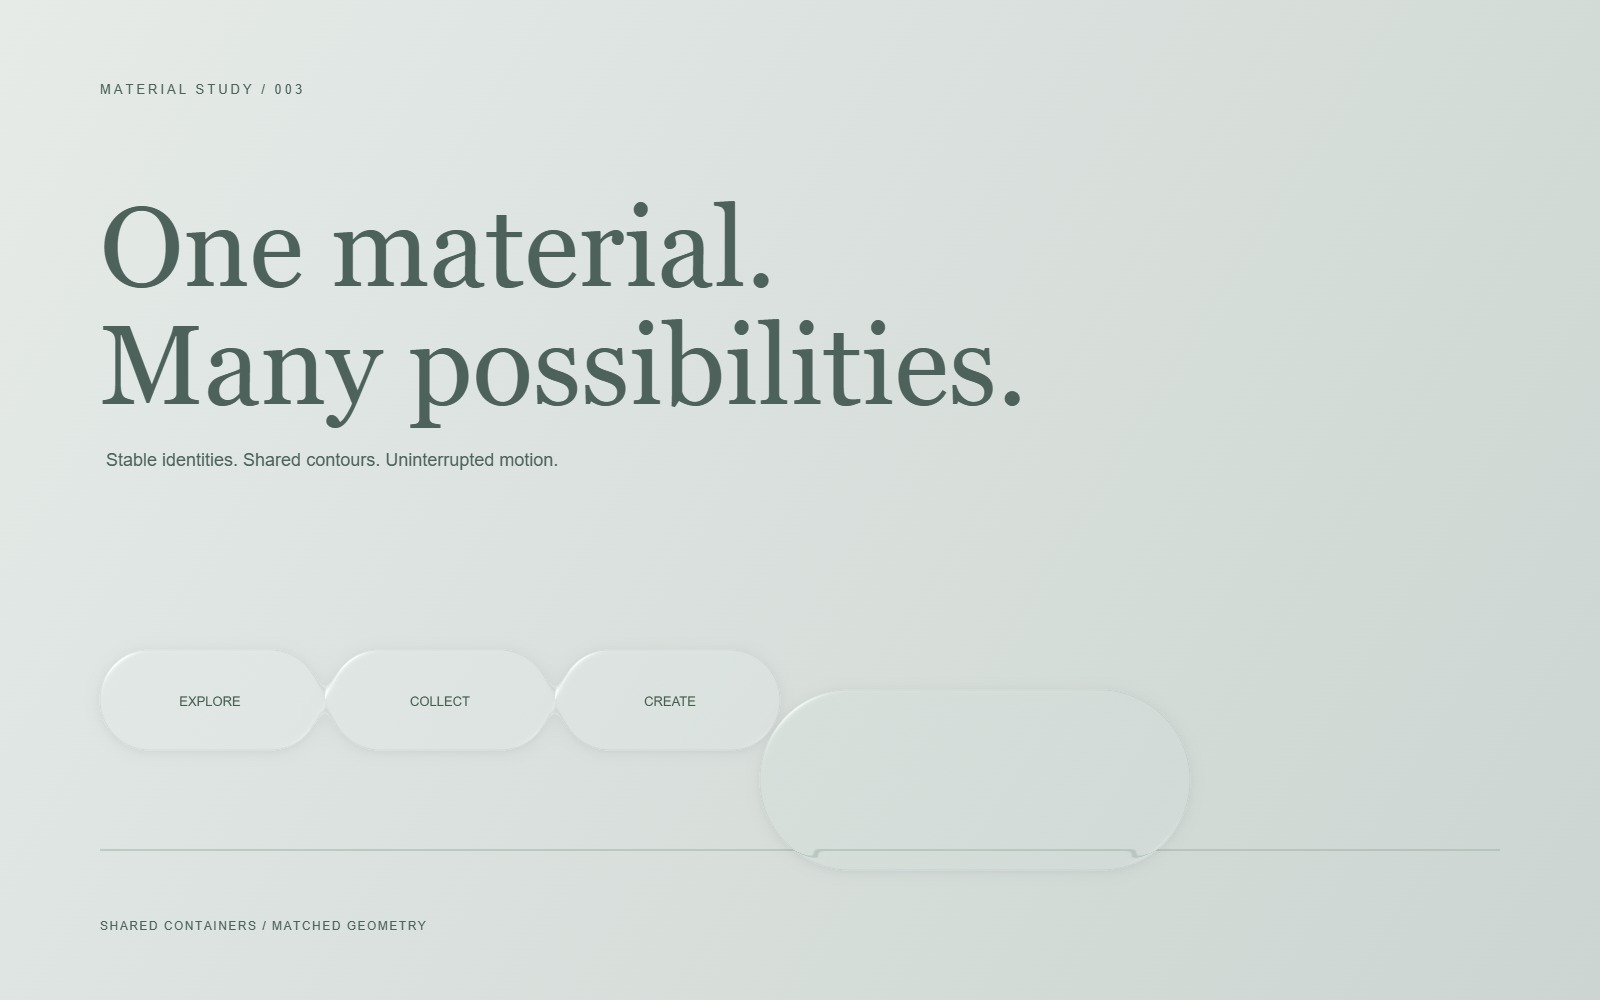 MATERIAL STUDY / 003
One material.
Many possibilities.
Stable identities. Shared contours. Uninterrupted motion.
EXPLORE
COLLECT
CREATE
SHARED CONTAINERS / MATCHED GEOMETRY